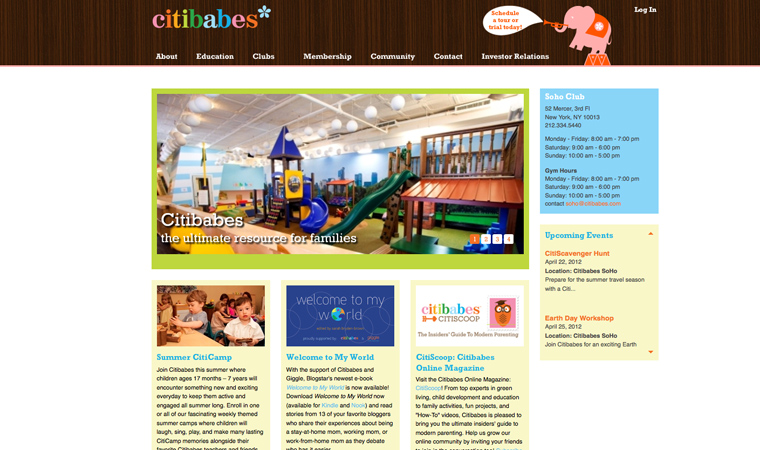 citibabes
Schedule
a tour or
trial today!
Log In
About Education Clubs Membership Community Contact Investor Relations
Citibabes
the ultimate resource for families
1 2 3 4
Soho Club
52 Mercer, 3rd Fl
New York, NY 10013
212.334.5440
Monday - Friday: 8:00 am - 7:00 pm
Saturday: 9:00 am - 6:00 pm
Sunday: 10:00 am - 5:00 pm
Gym Hours
Monday - Friday: 8:00 am - 7:00 pm
Saturday: 9:00 am - 6:00 pm
Sunday: 10:00 am - 5:00 pm
contact soho@citibabes.com
Upcoming Events
CitiScavenger Hunt
April 22, 2012
Location: Citibabes SoHo
Prepare for the summer travel season
with a Citi...
Earth Day Workshop
April 25, 2012
Location: Citibabes SoHo
Join Citibabes for an exciting Earth
Summer CitiCamp
Join Citibabes this summer where
children ages 17 months – 7 years will
encounter something new and exciting
everyday to keep them active and
engaged all summer long. Enroll in one
or all of our fascinating weekly themed
summer camps where children will
laugh, sing, play, and make many lasting
CitiCamp memories alongside their
favorite Citibabes teachers and friends
welcome to my
world
Welcome to My World
With the support of Citibabes and
Giggle, Blogstar's newest e-book
Welcome to My World is now available!
Download Welcome to My World now
(available for Kindle and Nook) and read
stories from 13 of your favorite bloggers
who share their experiences about being
a stay-at-home mom, working mom, or
work-from-home mom as they debate
who has it easier
citibabes
CITISCOOP
The Insiders' Guide To Modern Parenting
CitiScoop: Citibabes
Online Magazine
Visit the Citibabes Online Magazine:
CitiScoop! From top experts in green
living, child development and education
to family activities, fun projects, and
"How-To" videos, Citibabes is pleased to
bring you the ultimate insiders' guide to
modern parenting. Help us grow our
online community by inviting your friends